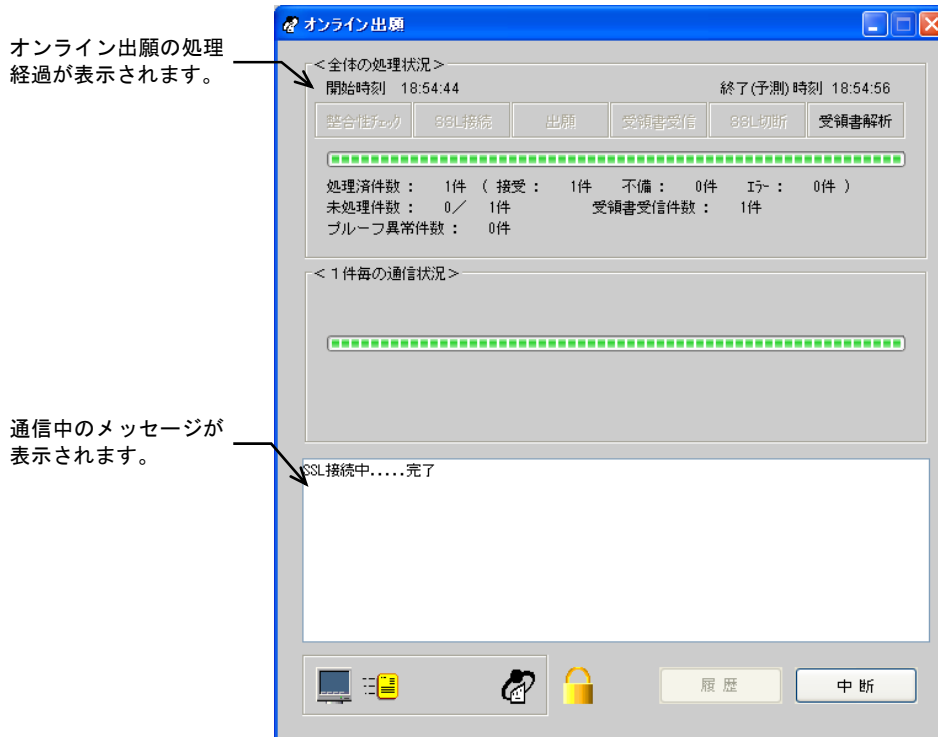 オンライン出願
オンライン出願の処理
経過が表示されます。
<全体の処理状況>
開始時刻 18:54:44 終了(予測)時刻 18:54:56
整合性ﾁｪｯｸ SSL接続 出願 受領書受信 SSL切断 受領書解析
処理済件数： 1件 ( 接受： 1件 不備： 0件 ｴﾗｰ： 0件 )
未処理件数： 0／ 1件 受領書受信件数： 1件
プルーフ異常件数： 0件
<１件毎の通信状況>
通信中のメッセージが
表示されます。
SSL接続中.....完了
履歴 中断